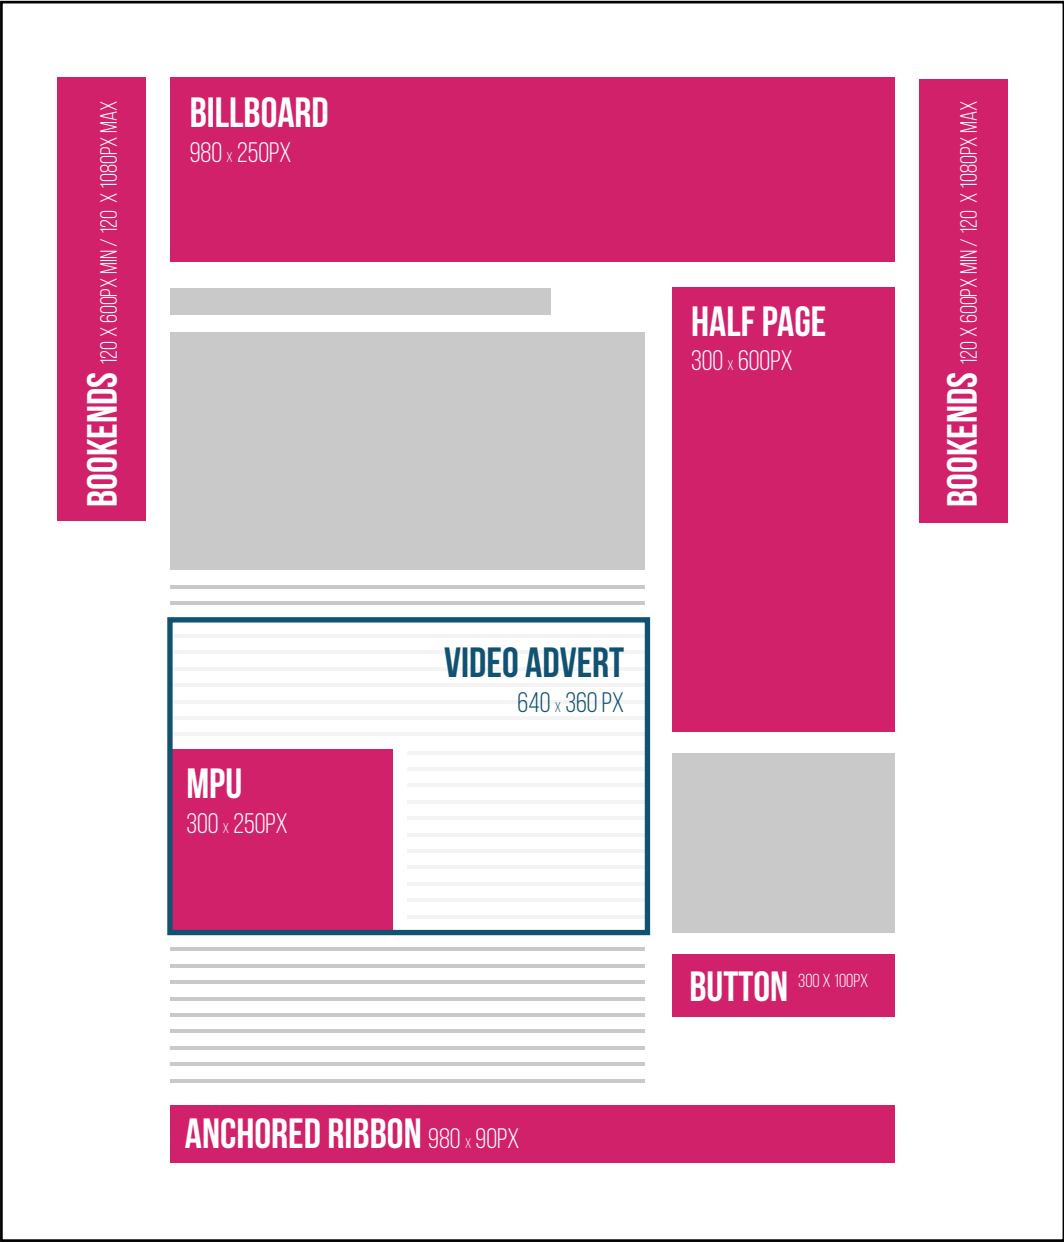 BOOKENDS 120 X 600PX MIN / 120 X 1080PX MAX
BILLBOARD
980 x 250PX
BOOKENDS 120 X 600PX MIN / 120 X 1080PX MAX
HALF PAGE
300 x 600PX
VIDEO ADVERT
640 x 360 PX
MPU
300 x 250PX
BUTTON 300 X 100PX
ANCHORED RIBBON 980 x 90PX